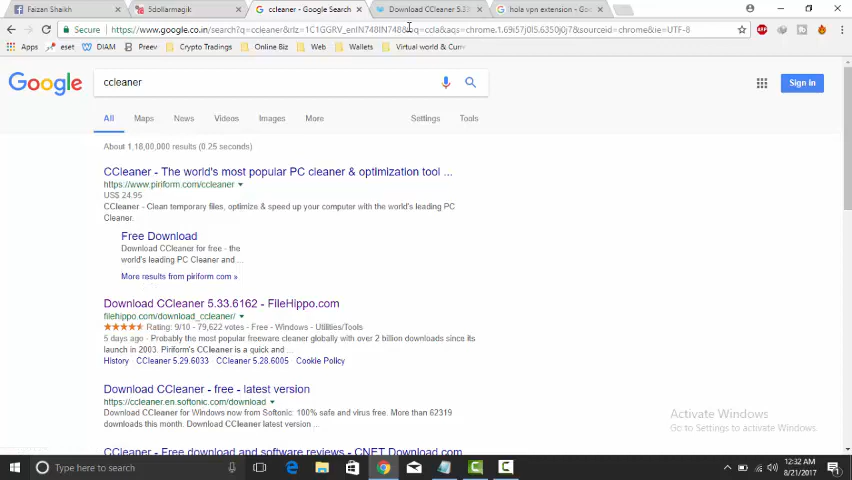 Faizan Shaikh
5dollarmagik
ccleaner - Google Search
Download CCleaner 5.33
hola vpn extension - Go
Secure
https://www.google.co.in/search?q=ccleaner&rlz=1C1GGRV_enIN748IN748&oq=ccla&aqs=chrome.1.69i57j0l5.6350j0j7&sourceid=chrome&ie=UTF-8
Apps
eset
DIAM
Proper
Crypto Tradings
Online Biz
Web
Wallets
Virtual world & Curr
Google
ccleaner
Sign in
All
Maps
News
Videos
Images
More
Settings
Tools
About 1,18,00,000 results (0.25 seconds)
CCleaner - The world's most popular PC cleaner & optimization tool ...
https://www.piriform.com/ccleaner
US$ 24.95
CCleaner - Clean temporary files, optimize & speed up your computer with the world's leading PC
Cleaner.
Free Download
Download CCleaner for free - the
world's leading PC Cleaner and ...
More results from piriform.com »
Download CCleaner 5.33.6162 - FileHippo.com
filehippo.com/download_ccleaner/
Rating: 9/10 - 79,622 votes - Free - Windows - Utilities/Tools
5 days ago - Probably the most popular freeware cleaner globally with over 2 billion downloads since its
launch in 2003. Piriform's CCleaner is a quick and ...
History
CCleaner 5.29.6033
CCleaner 5.28.6005
Cookie Policy
Download CCleaner - free - latest version
https://ccleaner.en.softonic.com/download
Download CCleaner for Windows now from Softonic: 100% safe and virus free. More than 62319
downloads this month. Download CCleaner latest version ...
CCleaner - Free download and software reviews - CNET Download.com
Activate Windows
Go to Settings to activate Windows.
Type here to search
12:32 AM
8/21/2017